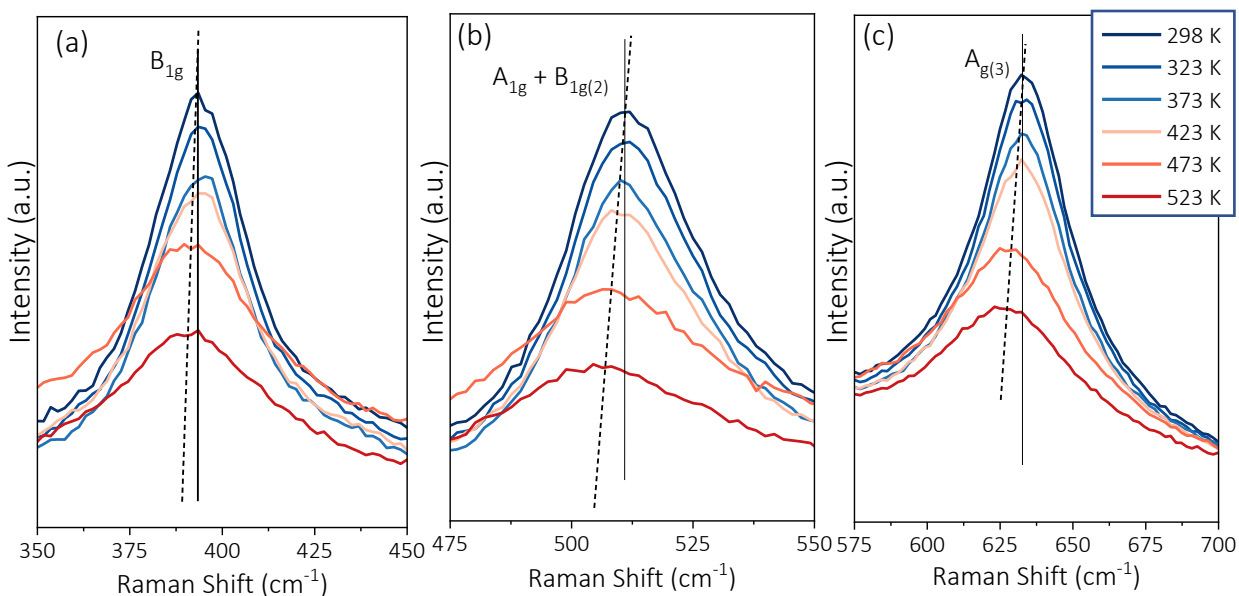 (a)
B1g
Intensity (a.u.)
350 375 400 425 450
Raman Shift (cm-1)
(b)
A1g + B1g(2)
Intensity (a.u.)
475 500 525 550
Raman Shift (cm-1)
(c)
Ag(3)
Intensity (a.u.)
575 600 625 650 675 700
Raman Shift (cm-1)
298 K
323 K
373 K
423 K
473 K
523 K